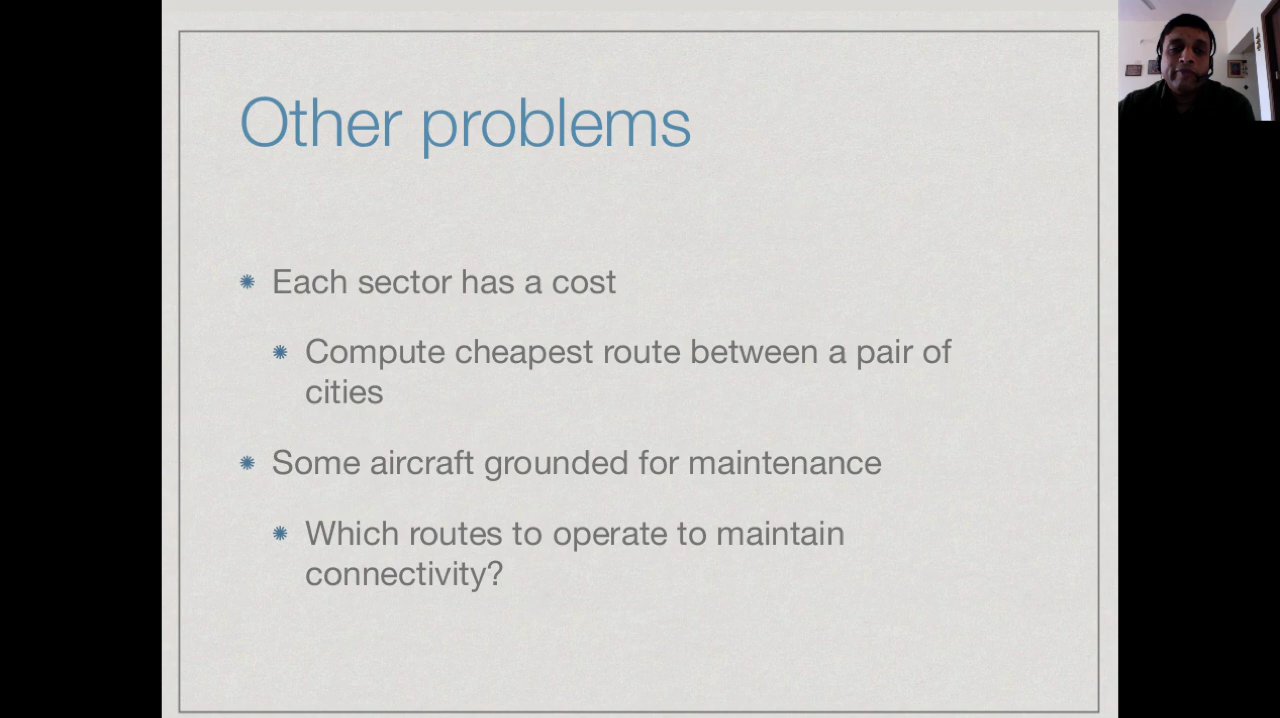 Other problems
Each sector has a cost
Compute cheapest route between a pair of
cities
Some aircraft grounded for maintenance
Which routes to operate to maintain
connectivity?